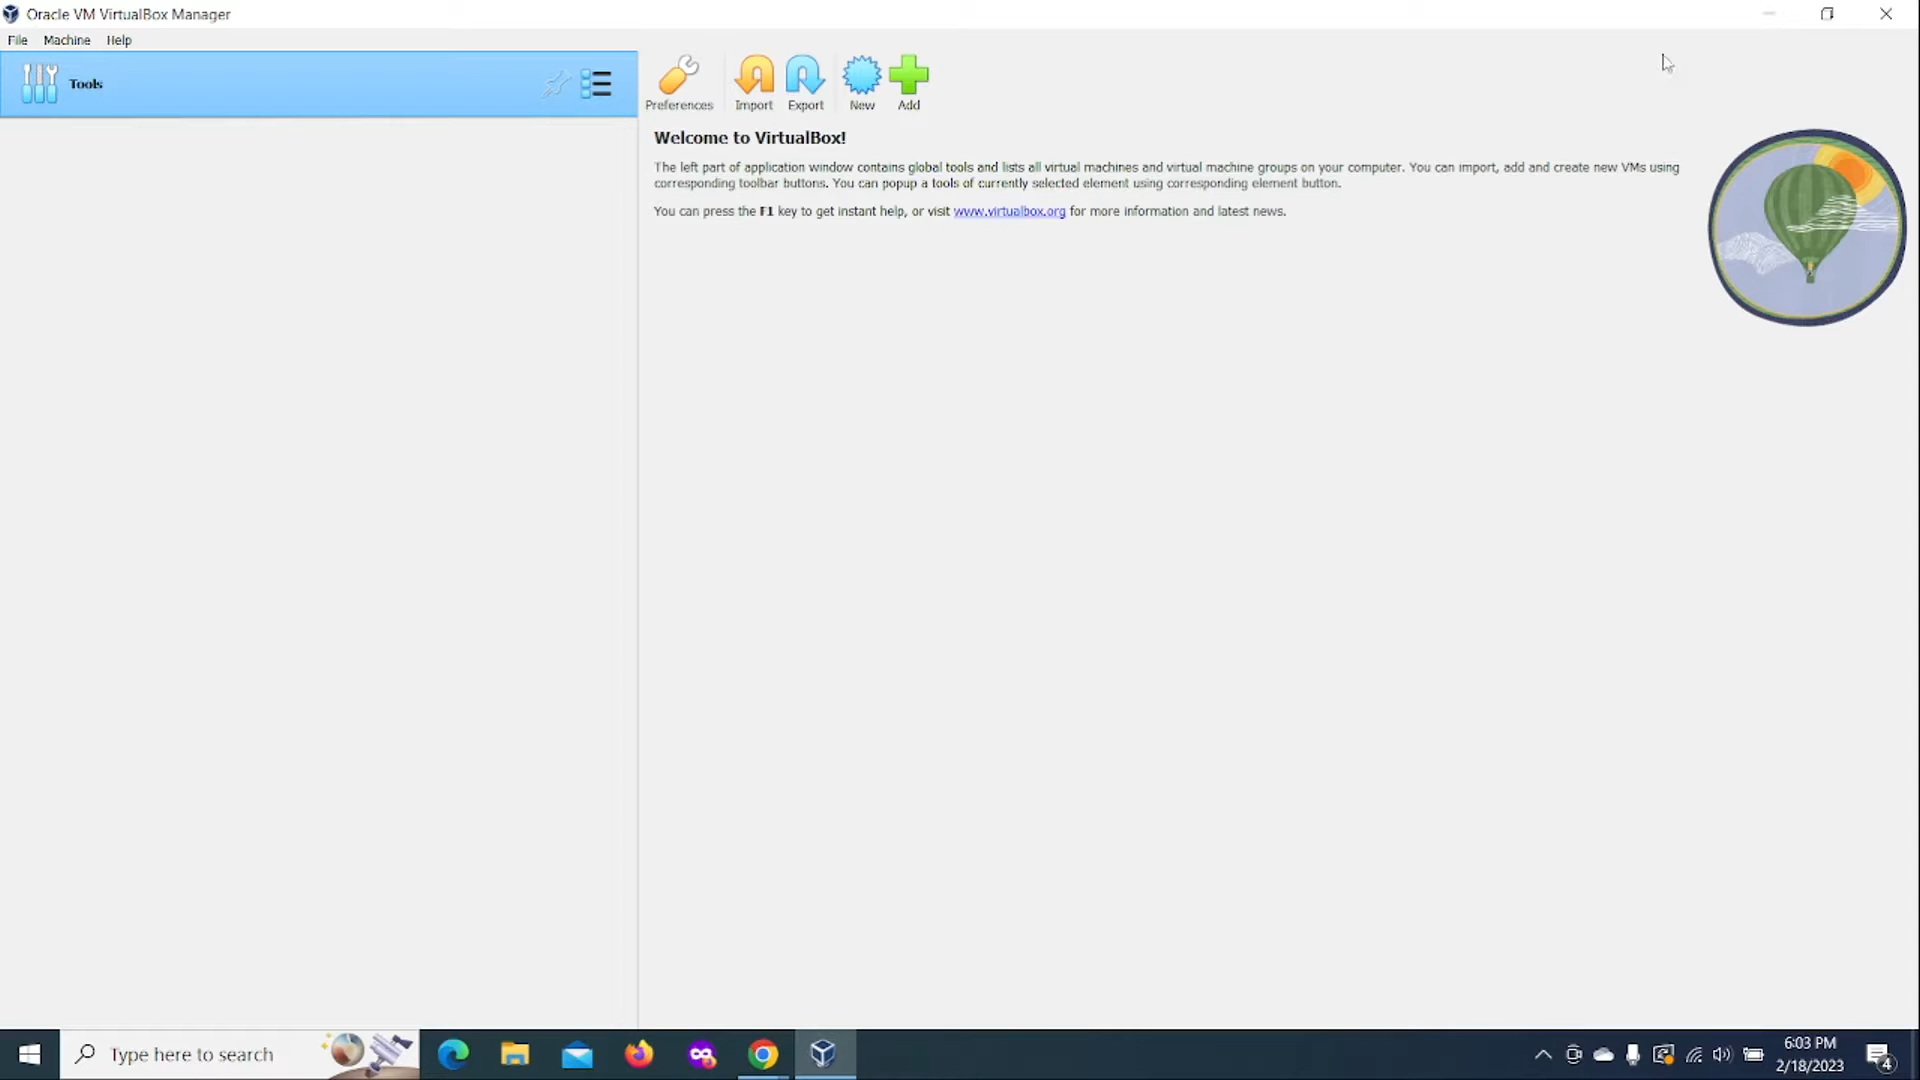 Oracle VM VirtualBox Manager
File Machine Help
Tools
Preferences Import Export New Add
Welcome to VirtualBox!
The left part of application window contains global tools and lists all virtual machines and virtual machine groups on your computer. You can import, add and create new VMs using
corresponding toolbar buttons. You can popup a tools of currently selected element using corresponding element button.
You can press the F1 key to get instant help, or visit www.virtualbox.org for more information and latest news.
Type here to search
6:03 PM
2/18/2023
4